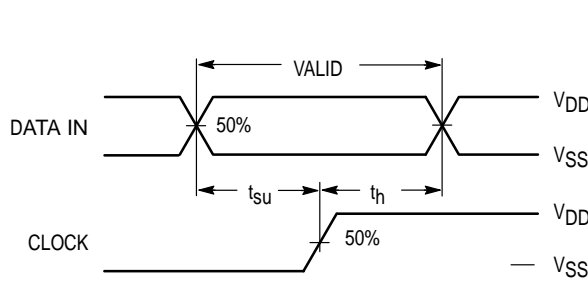 VALID
DATA IN
50%
VDD
VSS
tsu
th
CLOCK
50%
VDD
VSS